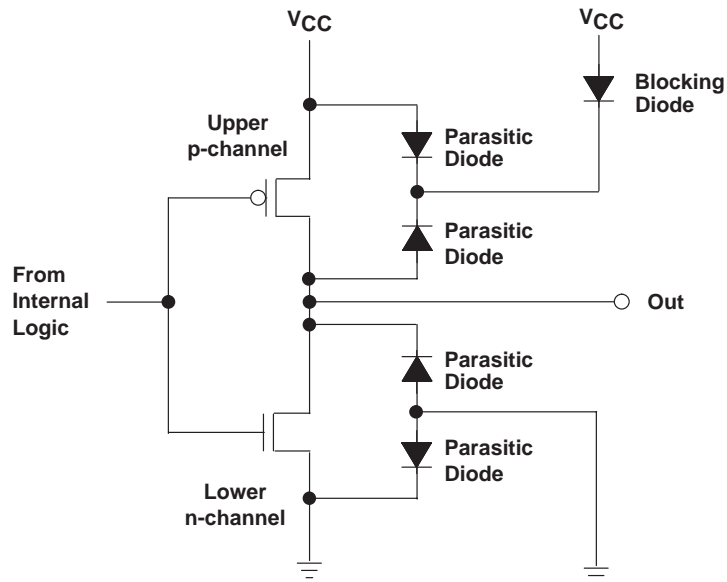 VCC
VCC
Blocking
Diode
Upper
p-channel
Parasitic
Diode
Parasitic
Diode
From
Internal
Logic
Out
Parasitic
Diode
Parasitic
Diode
Lower
n-channel